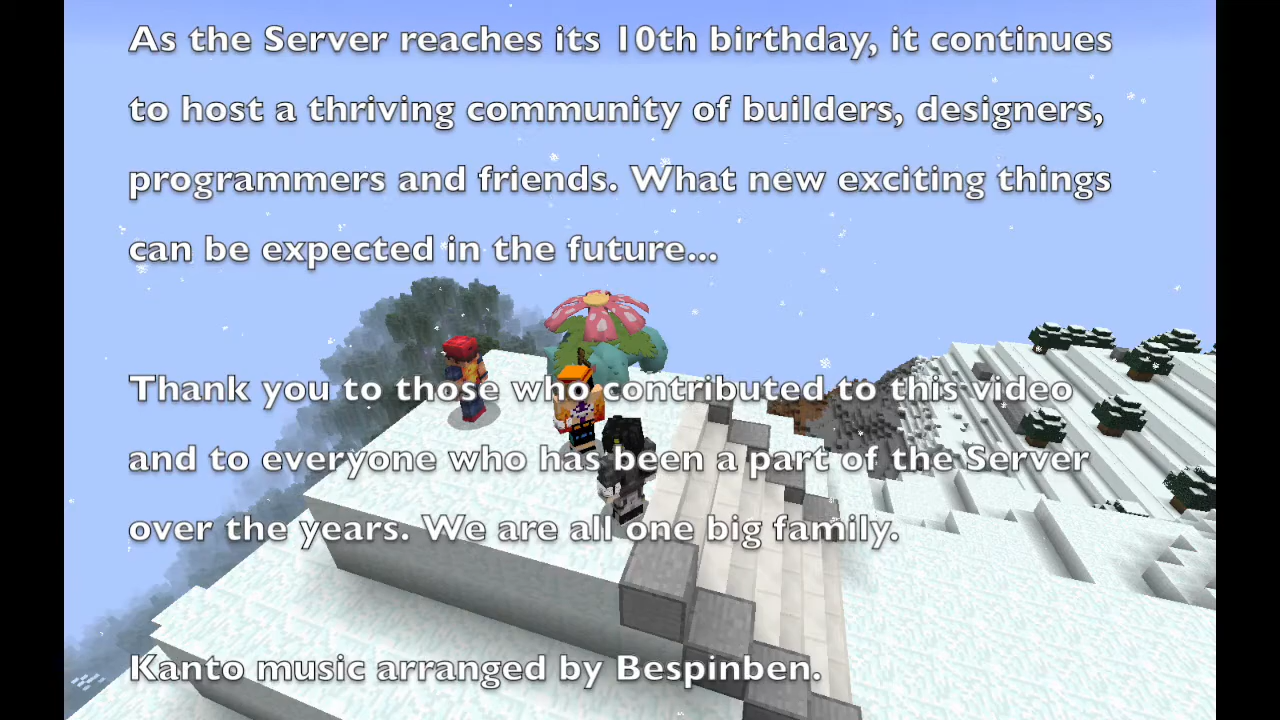 As the Server reaches its 10th birthday, it continues
to host a thriving community of builders, designers,
programmers and friends. What new exciting things
can be expected in the future...
Thank you to those who contributed to this video
and to everyone who has been a part of the Server
over the years. We are all one big family.
Kanto music arranged by Bespinben.